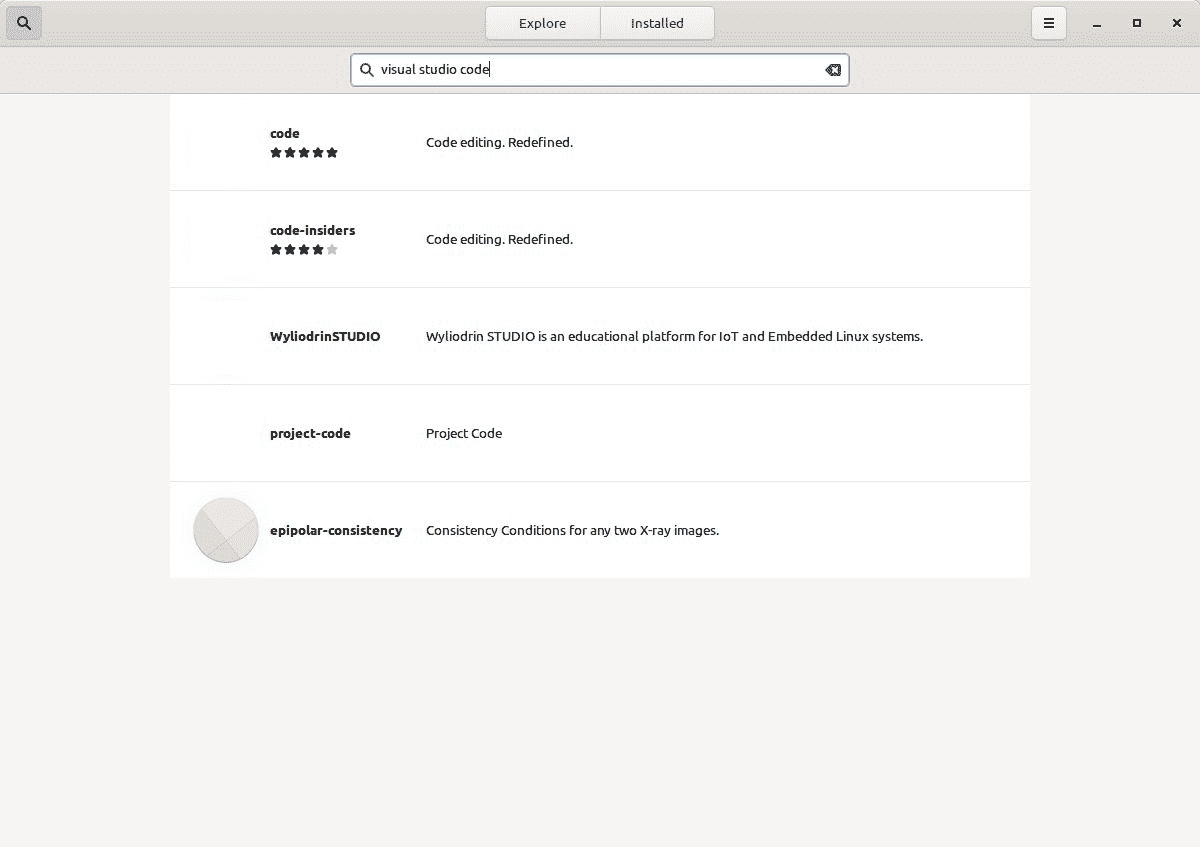 Explore Installed
visual studio code
code
Code editing. Redefined.
code-insiders
Code editing. Redefined.
WyliodrinSTUDIO
Wyliodrin STUDIO is an educational platform for IoT and Embedded Linux systems.
project-code
Project Code
epipolar-consistency
Consistency Conditions for any two X-ray images.